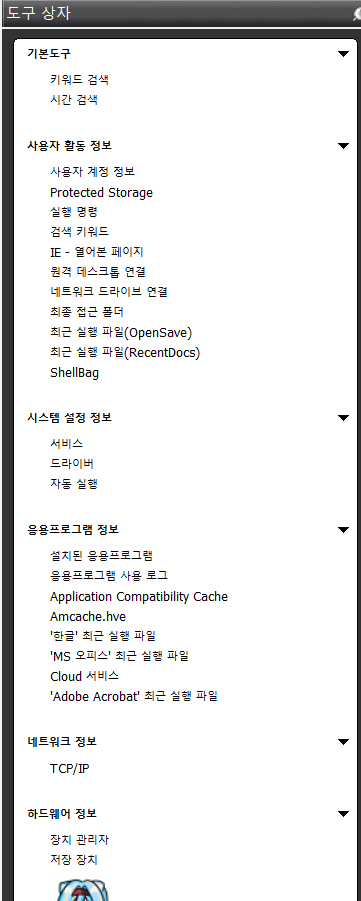 도구 상자
기본도구
키워드 검색
시간 검색
사용자 활동 정보
사용자 계정 정보
Protected Storage
실행 명령
검색 키워드
IE - 열어본 페이지
원격 데스크톱 연결
네트워크 드라이브 연결
최종 접근 폴더
최근 실행 파일(OpenSave)
최근 실행 파일(RecentDocs)
ShellBag
시스템 설정 정보
서비스
드라이버
자동 실행
응용프로그램 정보
설치된 응용프로그램
응용프로그램 사용 로그
Application Compatibility Cache
Amcache.hve
'한글' 최근 실행 파일
'MS 오피스' 최근 실행 파일
Cloud 서비스
'Adobe Acrobat' 최근 실행 파일
네트워크 정보
TCP/IP
하드웨어 정보
장치 관리자
저장 장치